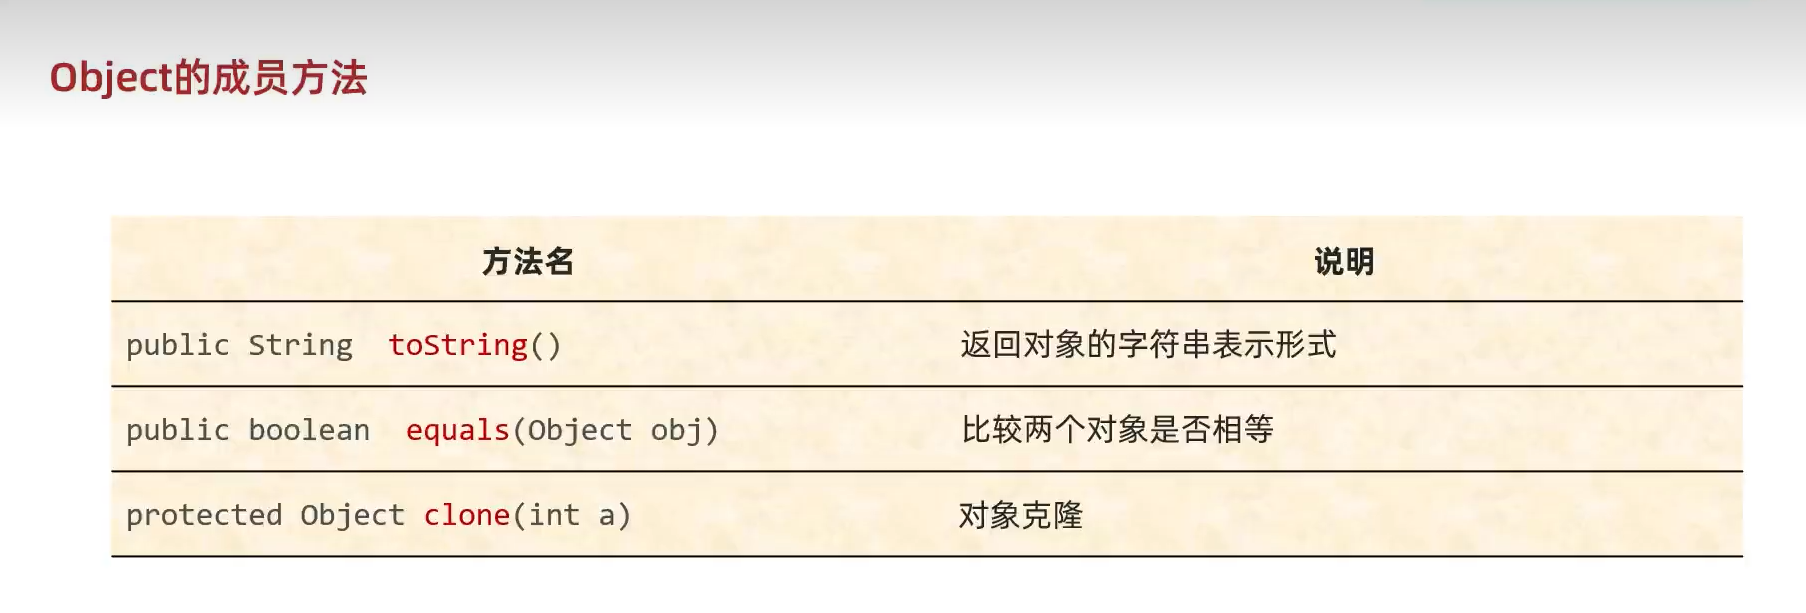 Object的成员方法
方法名 说明
public String toString() 返回对象的字符串表示形式
public boolean equals(Object obj) 比较两个对象是否相等
protected Object clone(int a) 对象克隆